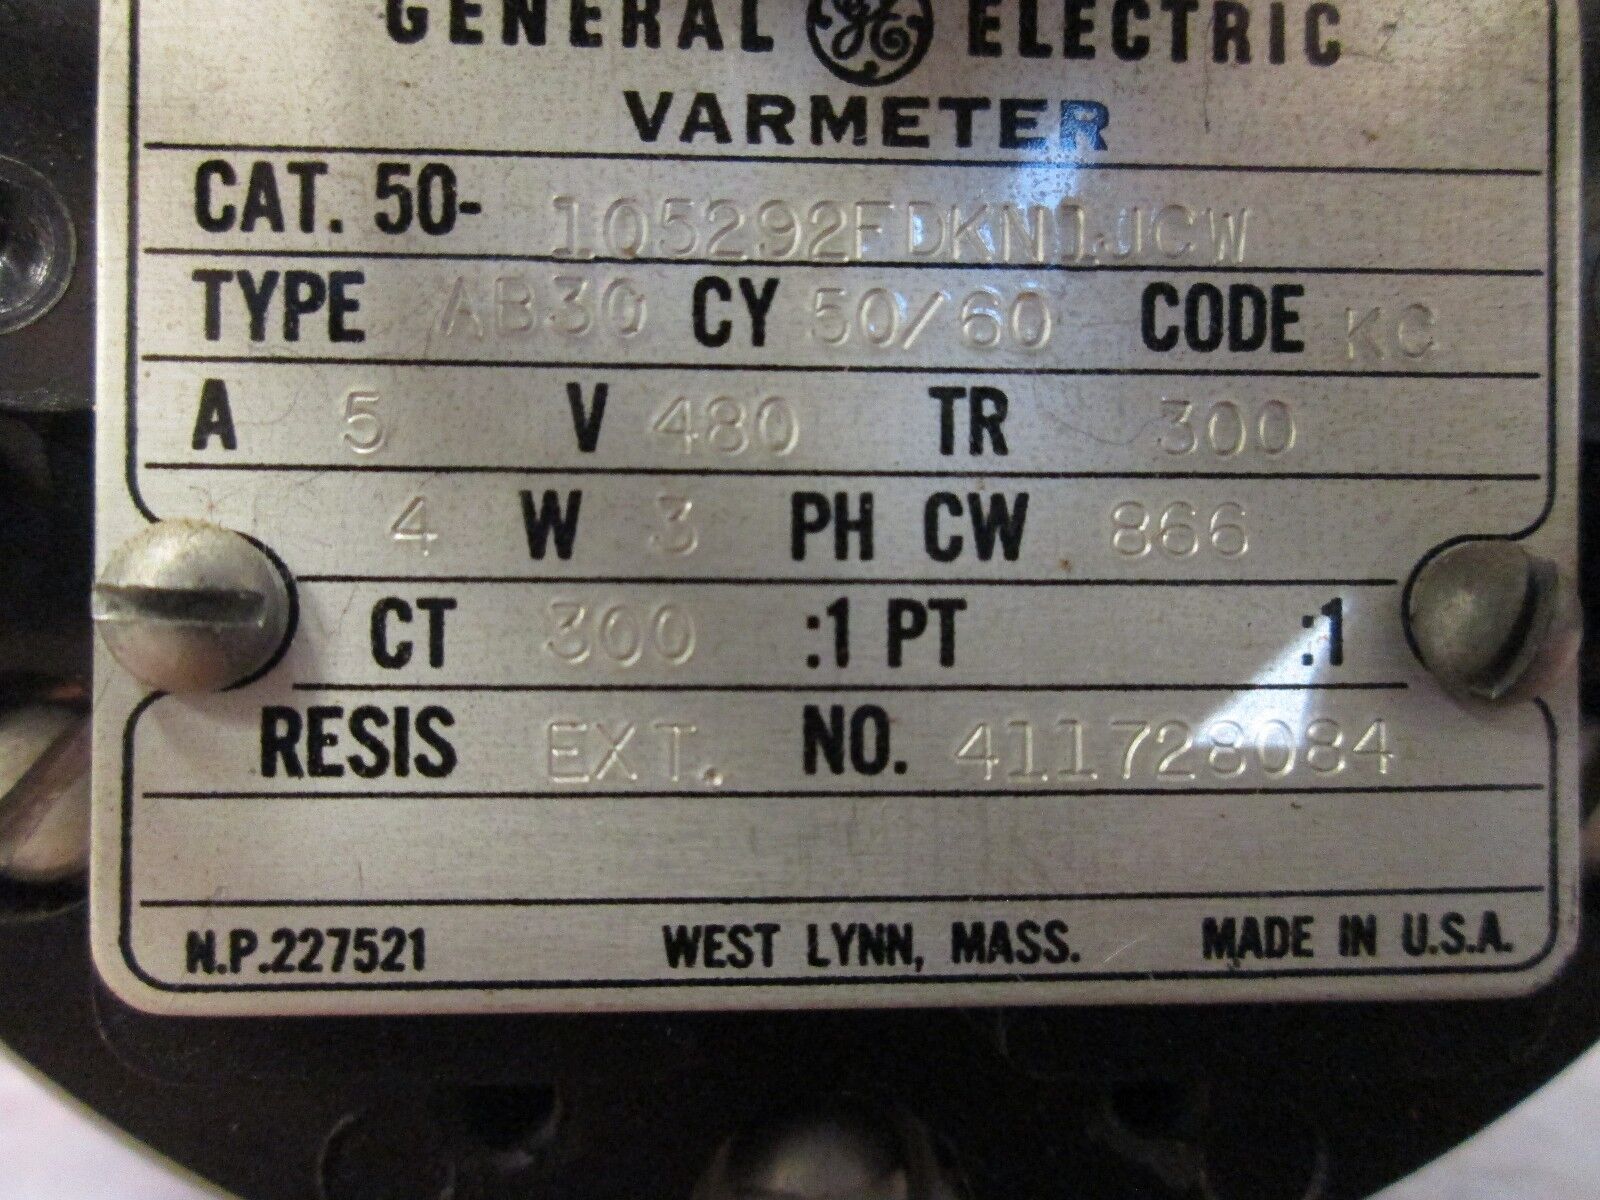 GENERAL GE ELECTRIC
VARMETER
CAT. 50- 105292FDKN1JCW
TYPE AB30 CY 50/60 CODE KC
A 5 V 480 TR 300
4 W 3 PH CW 866
CT 300 :1 PT :1
RESIS EXT. NO. 411728084
N.P.227521 WEST LYNN, MASS. MADE IN U.S.A.